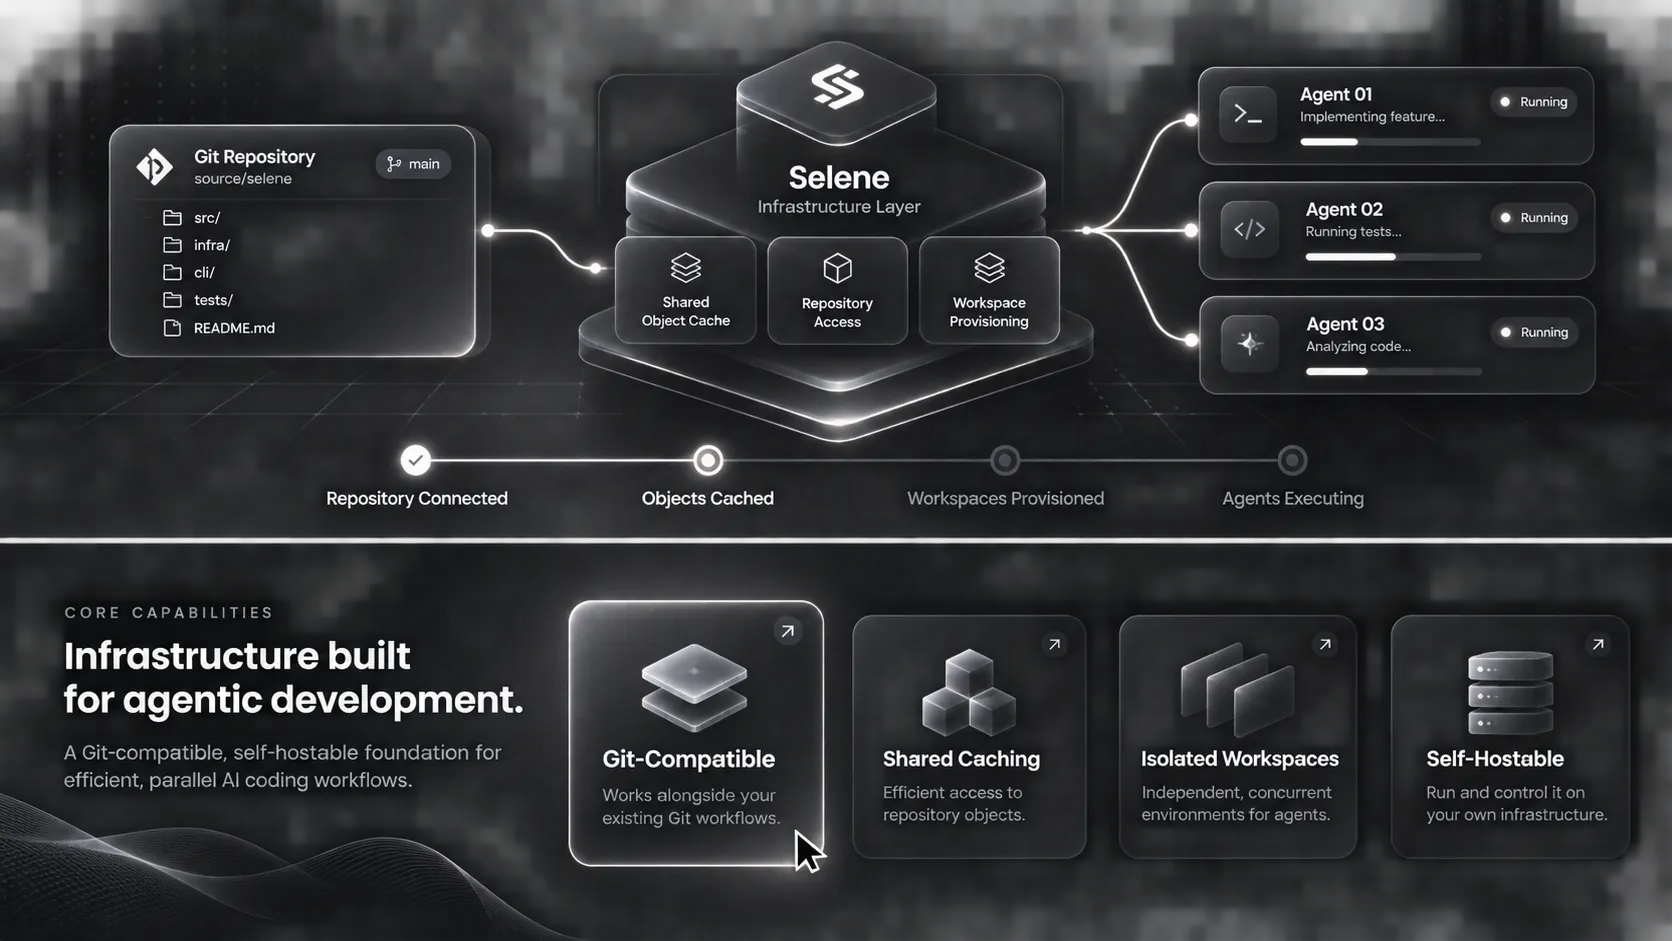 Git Repository
source/selene
main
src/
infra/
cli/
tests/
README.md
Selene
Infrastructure Layer
Shared
Object Cache
Repository
Access
Workspace
Provisioning
Agent 01
Implementing feature...
Running
Agent 02
Running tests...
Running
Agent 03
Analyzing code...
Running
Repository Connected
Objects Cached
Workspaces Provisioned
Agents Executing
CORE CAPABILITIES
Infrastructure built
for agentic development.
A Git-compatible, self-hostable foundation for
efficient, parallel AI coding workflows.
Git-Compatible
Works alongside your
existing Git workflows.
Shared Caching
Efficient access to
repository objects.
Isolated Workspaces
Independent, concurrent
environments for agents.
Self-Hostable
Run and control it on
your own infrastructure.